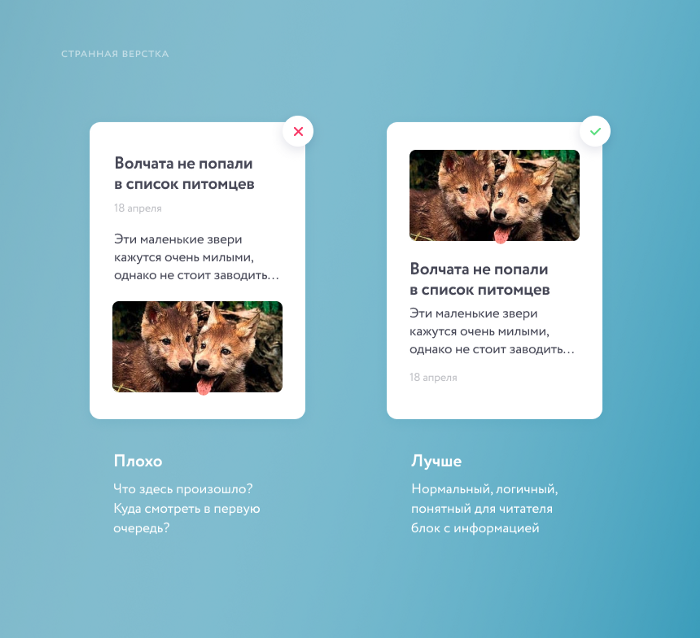 СТРАННАЯ ВЕРСТКА
Волчата не попали
в список питомцев
18 апреля
Эти маленькие звери
кажутся очень милыми,
однако не стоит заводить...
Плохо
Что здесь произошло?
Куда смотреть в первую
очередь?
Волчата не попали
в список питомцев
Эти маленькие звери
кажутся очень милыми,
однако не стоит заводить...
18 апреля
Лучше
Нормальный, логичный,
понятный для читателя
блок с информацией